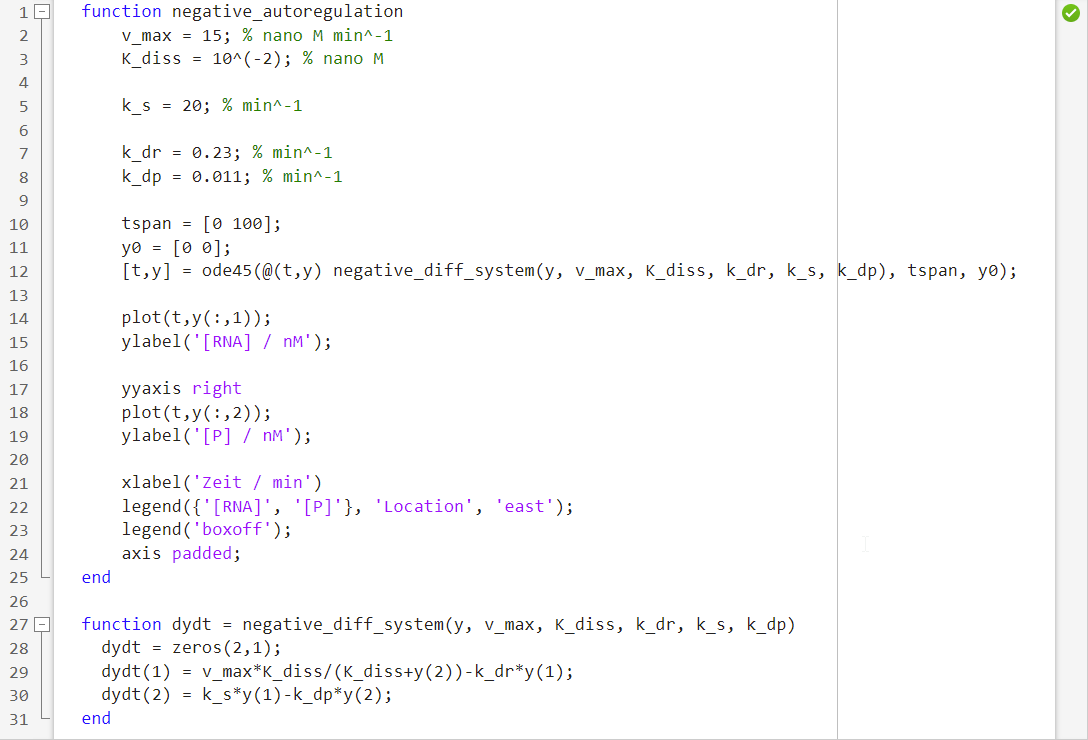 1 function negative_autoregulation
2 v_max = 15; % nano M min^-1
3 K_diss = 10^(-2); % nano M
4
5 k_s = 20; % min^-1
6
7 k_dr = 0.23; % min^-1
8 k_dp = 0.011; % min^-1
9
10 tspan = [0 100];
11 y0 = [0 0];
12 [t,y] = ode45(@(t,y) negative_diff_system(y, v_max, K_diss, k_dr, k_s, k_dp), tspan, y0);
13
14 plot(t,y(:,1));
15 ylabel('[RNA] / nM');
16
17 yyaxis right
18 plot(t,y(:,2));
19 ylabel('[P] / nM');
20
21 xlabel('Zeit / min')
22 legend({'[RNA]', '[P]'}, 'Location', 'east');
23 legend('boxoff');
24 axis padded;
25 end
26
27 function dydt = negative_diff_system(y, v_max, K_diss, k_dr, k_s, k_dp)
28 dydt = zeros(2,1);
29 dydt(1) = v_max*K_diss/(K_diss+y(2))-k_dr*y(1);
30 dydt(2) = k_s*y(1)-k_dp*y(2);
31 end